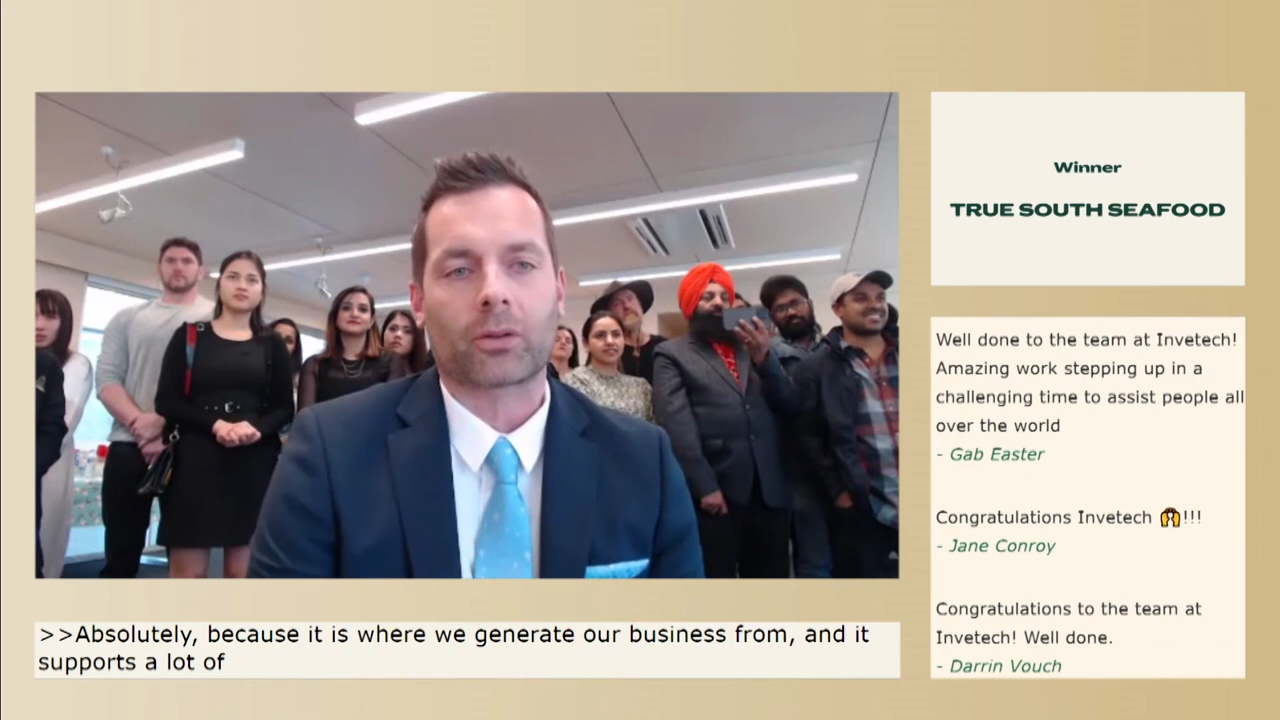 Winner
TRUE SOUTH SEAFOOD
Well done to the team at Invetech!
Amazing work stepping up in a
challenging time to assist people all
over the world
- Gab Easter
Congratulations Invetech 🙌!!!
- Jane Conroy
Congratulations to the team at
Invetech! Well done.
- Darrin Vouch
>>Absolutely, because it is where we generate our business from, and it
supports a lot of